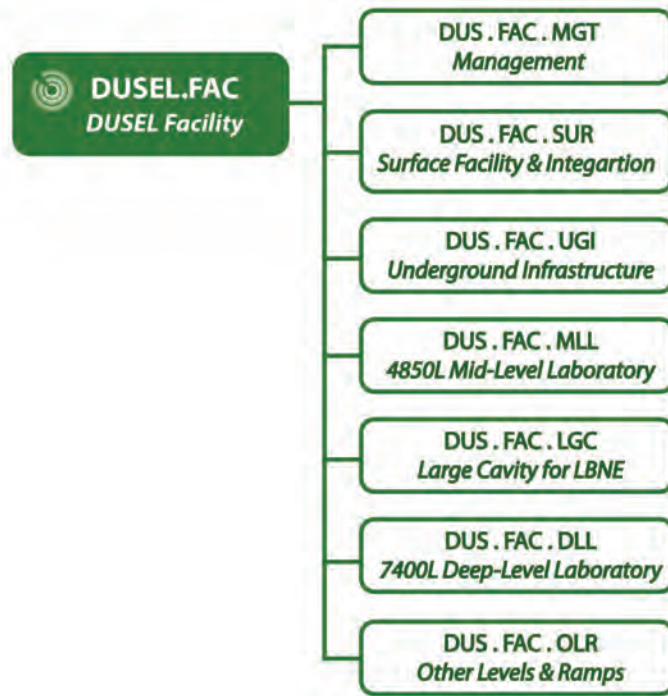 DUSEL.FAC
DUSEL Facility
DUS . FAC . MGT
Management
DUS . FAC . SUR
Surface Facility & Integartion
DUS . FAC . UGI
Underground Infrastructure
DUS . FAC . MLL
4850L Mid-Level Laboratory
DUS . FAC . LGC
Large Cavity for LBNE
DUS . FAC . DLL
7400L Deep-Level Laboratory
DUS . FAC . OLR
Other Levels & Ramps